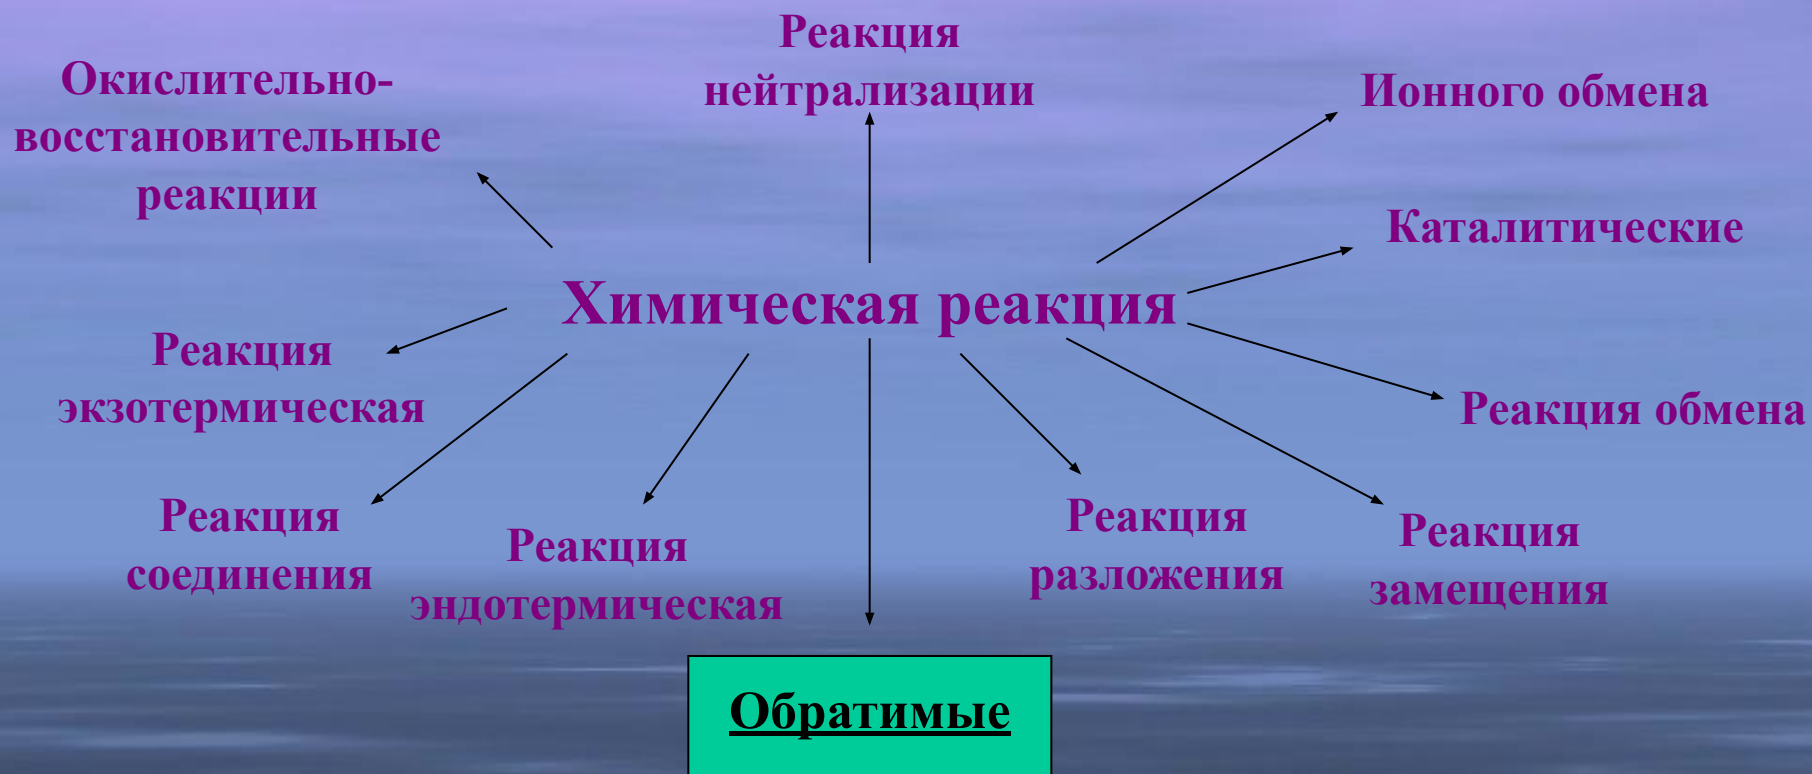 Реакция
нейтрализации
Окислительно-
восстановительные
реакции
Ионного обмена
Каталитические
Химическая реакция
Реакция
экзотермическая
Реакция обмена
Реакция
соединения
Реакция
эндотермическая
Реакция
разложения
Реакция
замещения
Обратимые